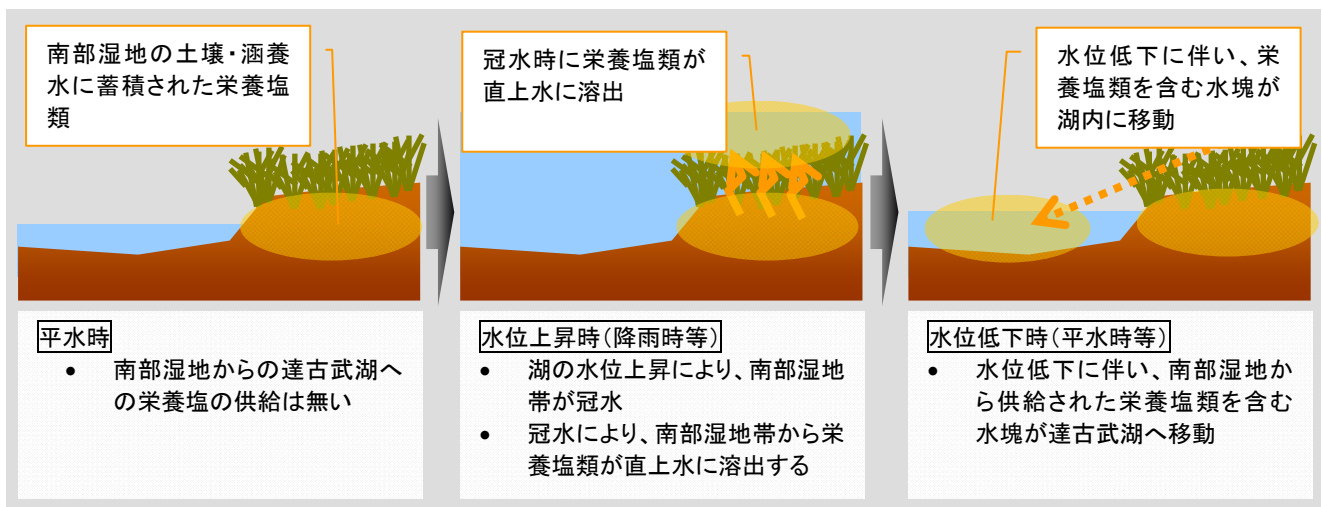 南部湿地の土壌・涵養
水に蓄積された栄養塩
類
冠水時に栄養塩類が
直上水に溶出
水位低下に伴い、栄
養塩類を含む水塊が
湖内に移動
平水時
● 南部湿地からの達古武湖へ
の栄養塩の供給は無い
水位上昇時(降雨時等)
● 湖の水位上昇により、南部湿地
帯が冠水
● 冠水により、南部湿地帯から栄
養塩類が直上水に溶出する
水位低下時(平水時等)
● 水位低下に伴い、南部湿地か
ら供給された栄養塩類を含む
水塊が達古武湖へ移動